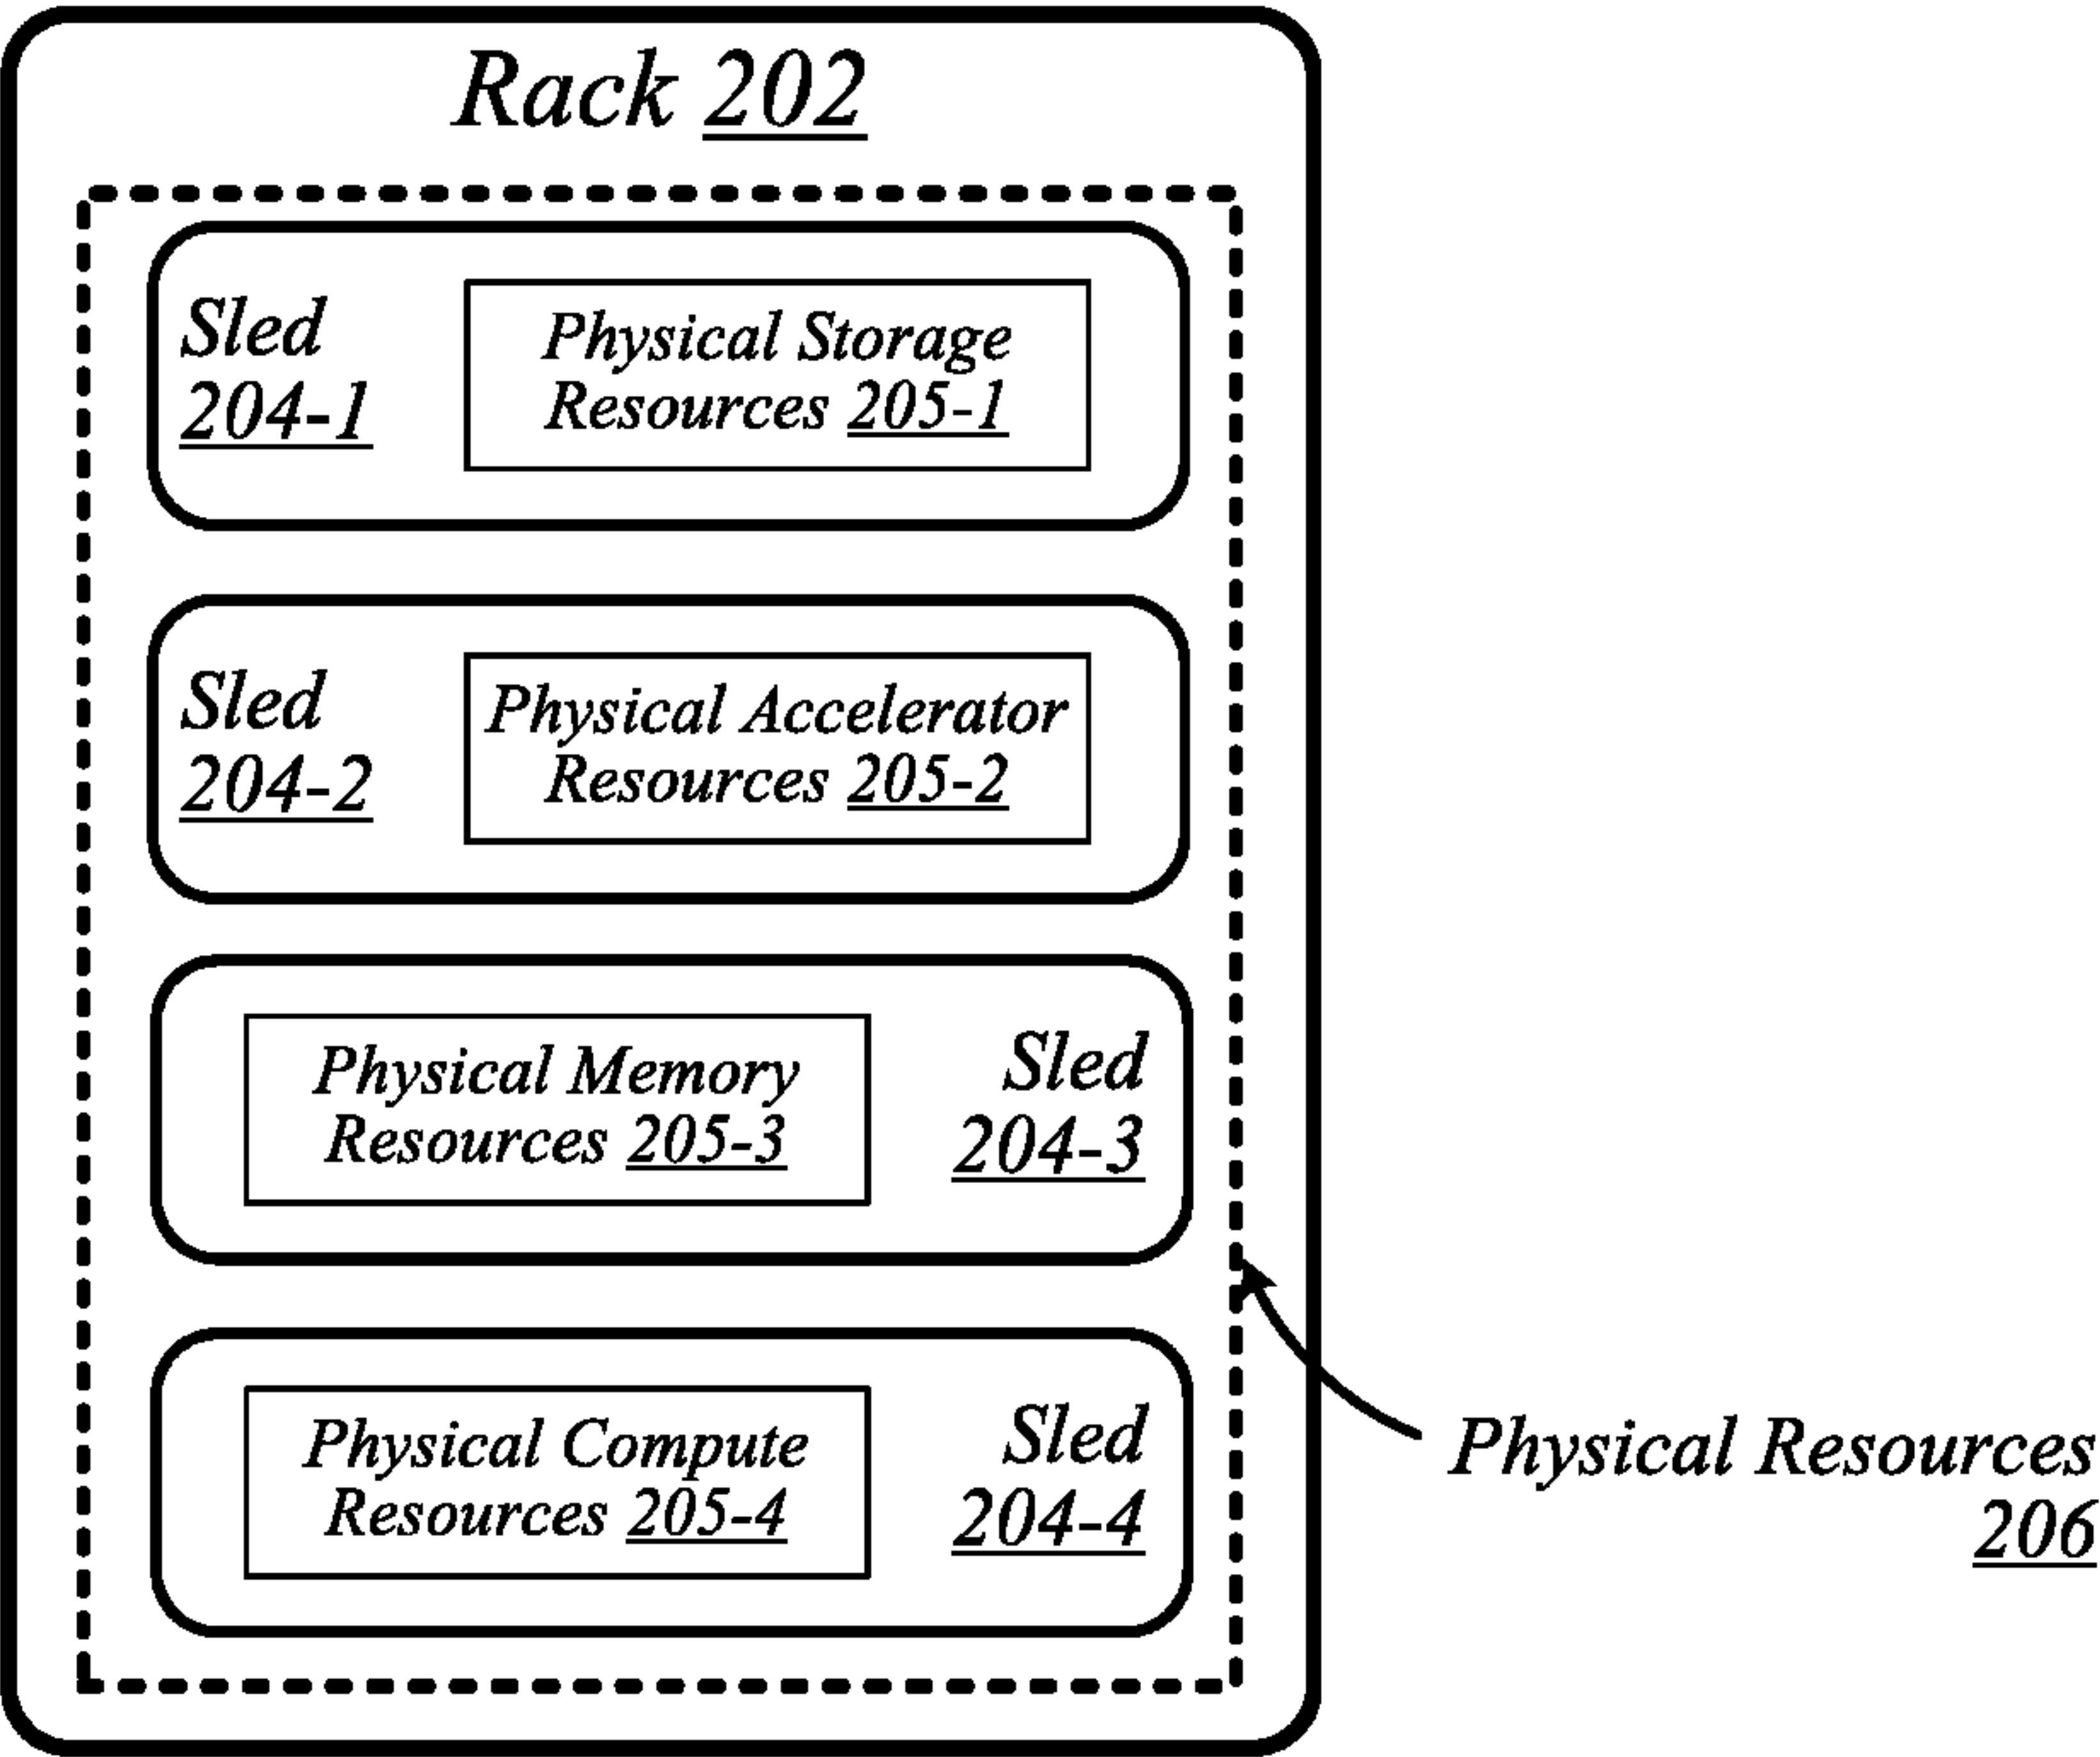 Rack 202
Sled
204-1
Physical Storage
Resources 205-1
Sled
204-2
Physical Accelerator
Resources 205-2
Physical Memory
Resources 205-3
Sled
204-3
Physical Compute
Resources 205-4
Sled
204-4
Physical Resources
206